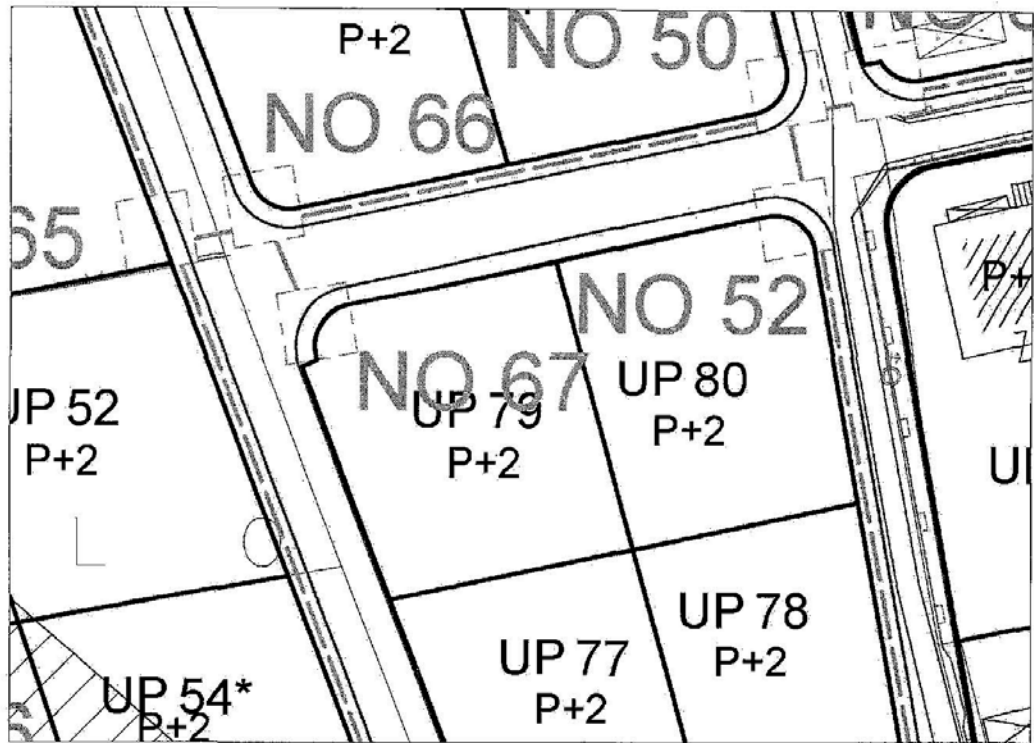 P+2
NO 50
NO 66
65
NO 52
NO 67
UP 79
P+2
UP 80
P+2
UP 52
P+2
UP 78
P+2
UP 77
P+2
UP 54*
P+2